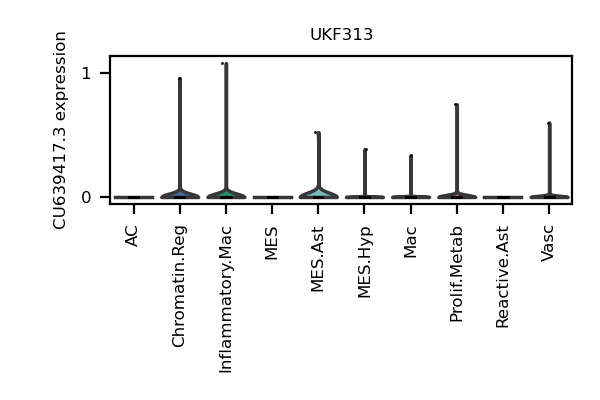 UKF313
CU639417.3 expression
1
0
AC
Chromatin.Reg
Inflammatory.Mac
MES
MES.Ast
MES.Hyp
Mac
Prolif.Metab
Reactive.Ast
Vasc